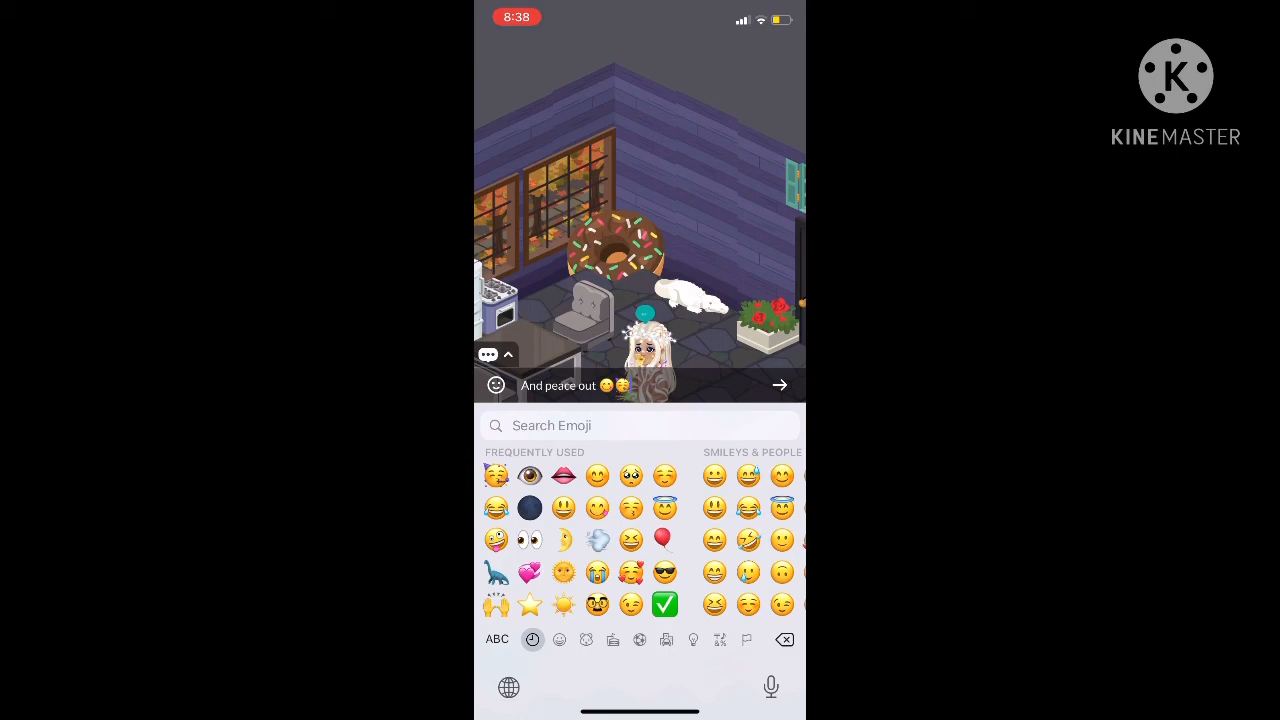 8:38
KINEMASTER
And peace out 😋🥳
Search Emoji
FREQUENTLY USED
SMILEYS & PEOPLE
ABC